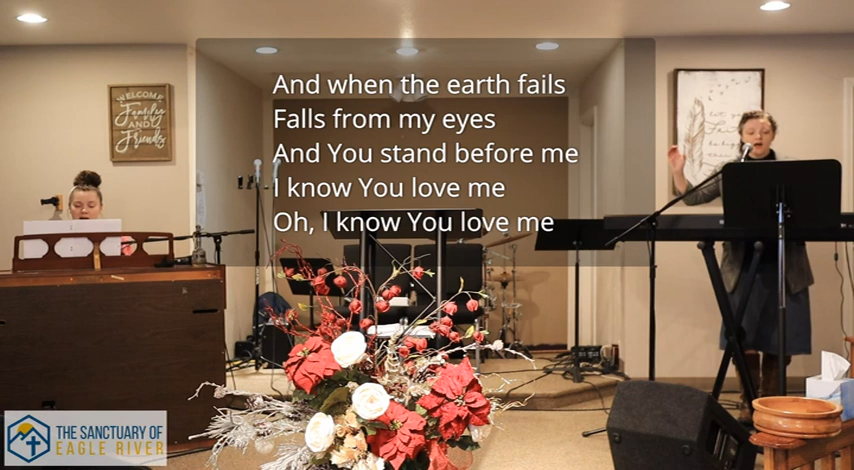 And when the earth fails
Falls from my eyes
And You stand before me
I know You love me
Oh, I know You love me
WELCOME
Family
AND
Friends
THE SANCTUARY OF
EAGLE RIVER